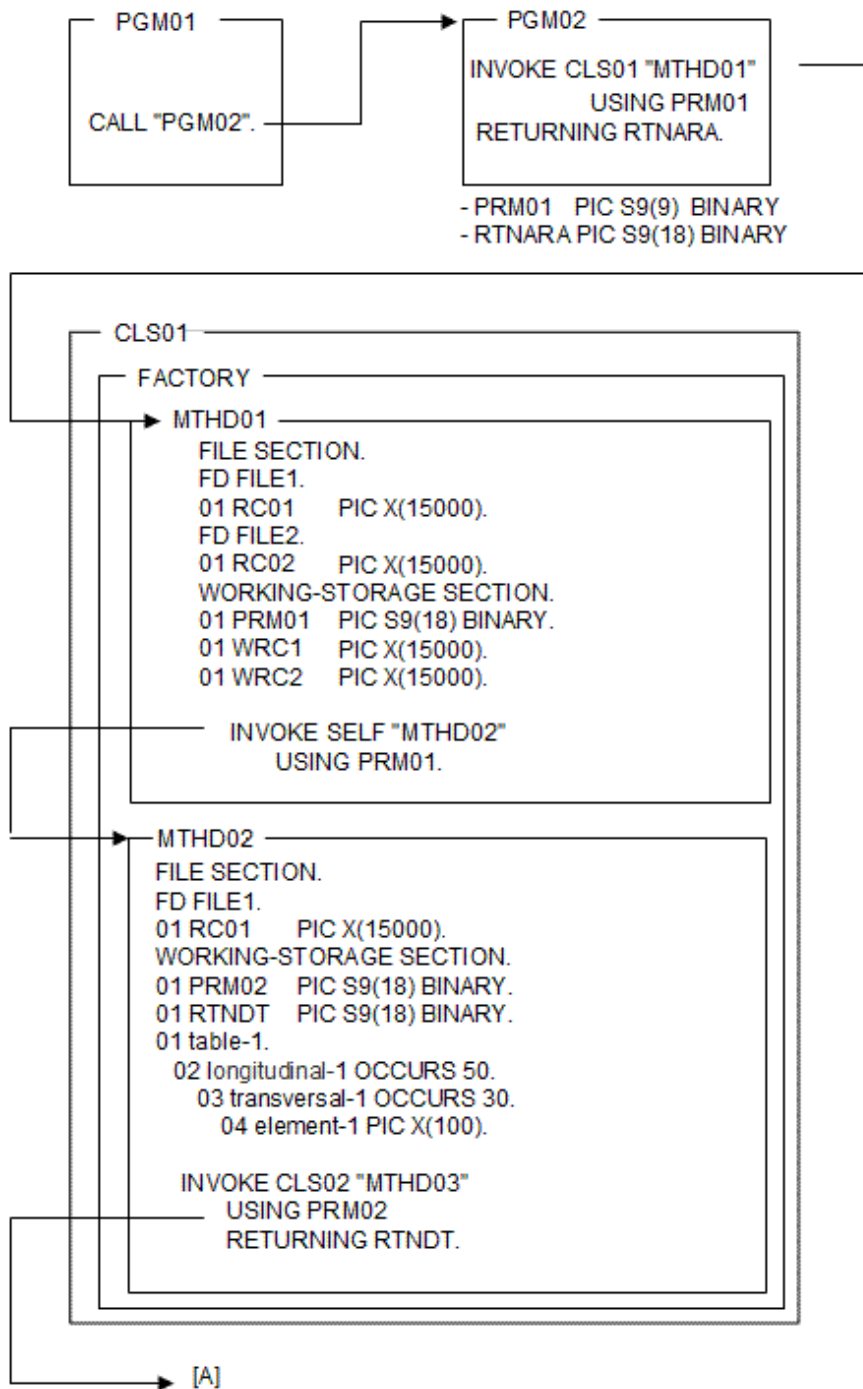 PGM01
CALL "PGM02".
PGM02
INVOKE CLS01 "MTHD01"
USING PRM01
RETURNING RTNARA.
- PRM01 PIC S9(9) BINARY
- RTNARA PIC S9(18) BINARY
CLS01
FACTORY
MTHD01
FILE SECTION.
FD FILE1.
01 RC01 PIC X(15000).
FD FILE2.
01 RC02 PIC X(15000).
WORKING-STORAGE SECTION.
01 PRM01 PIC S9(18) BINARY.
01 WRC1 PIC X(15000).
01 WRC2 PIC X(15000).
INVOKE SELF "MTHD02"
USING PRM01.
MTHD02
FILE SECTION.
FD FILE1.
01 RC01 PIC X(15000).
WORKING-STORAGE SECTION.
01 PRM02 PIC S9(18) BINARY.
01 RTNDT PIC S9(18) BINARY.
01 table-1.
02 longitudinal-1 OCCURS 50.
03 transversal-1 OCCURS 30.
04 element-1 PIC X(100).
INVOKE CLS02 "MTHD03"
USING PRM02
RETURNING RTNDT.
[A]